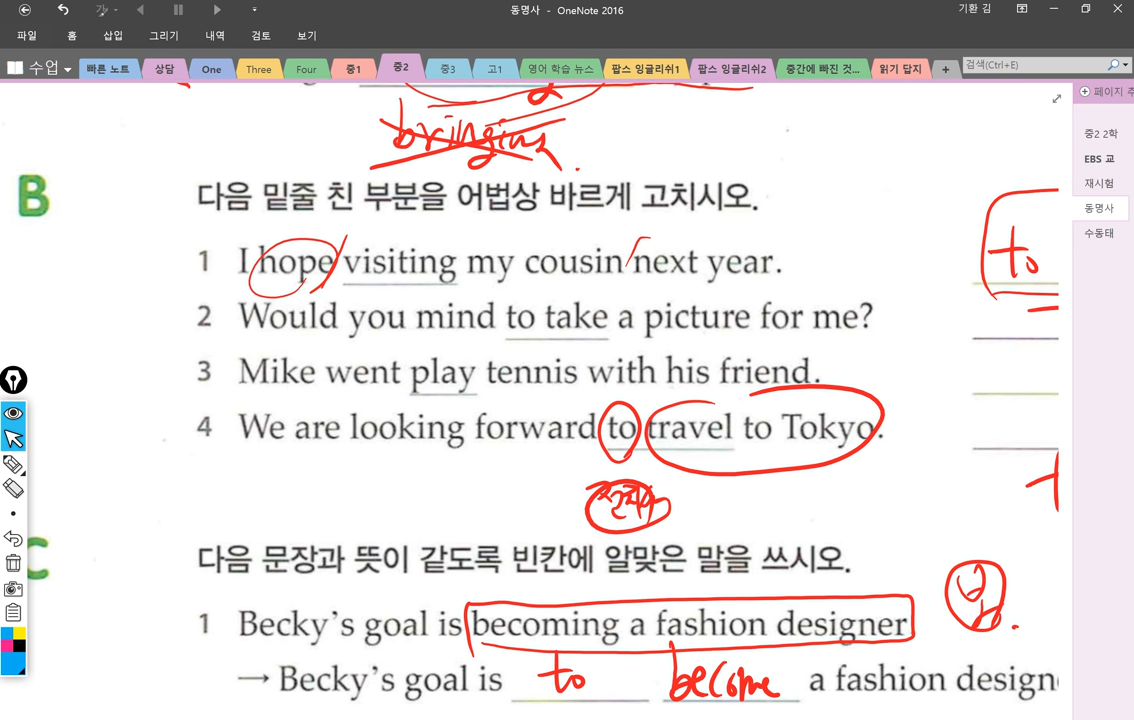 동명사 - OneNote 2016
기환 김
파일 홈 삽입 그리기 내역 검토 보기
수업 빠른 노트 상담 One Three Four 중1 중2 중3 고1 영어 학습 뉴스 팝스 잉글리쉬1 팝스 잉글리쉬2 중간에 빠진 것... 읽기 답지 + 검색(Ctrl+E)
페이지 추
중2 2학
EBS 교
재시험
동명사
수동태
bringing
B
다음 밑줄 친 부분을 어법상 바르게 고치시오.
1 I hope visiting my cousin next year.
to
2 Would you mind to take a picture for me?
3 Mike went play tennis with his friend.
4 We are looking forward to travel to Tokyo.
전치사
C
다음 문장과 뜻이 같도록 빈칸에 알맞은 말을 쓰시오.
1 Becky's goal is becoming a fashion designer
→ Becky's goal is to become a fashion design